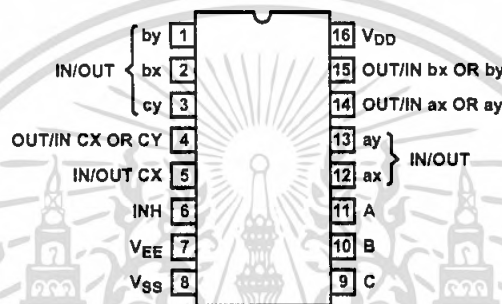 by 1
bx 2
IN/OUT
cy 3
OUT/IN CX OR CY 4
IN/OUT CX 5
INH 6
VEE 7
VSS 8
16 VDD
15 OUT/IN bx OR by
14 OUT/IN ax OR ay
13 ay
IN/OUT
12 ax
11 A
10 B
9 C